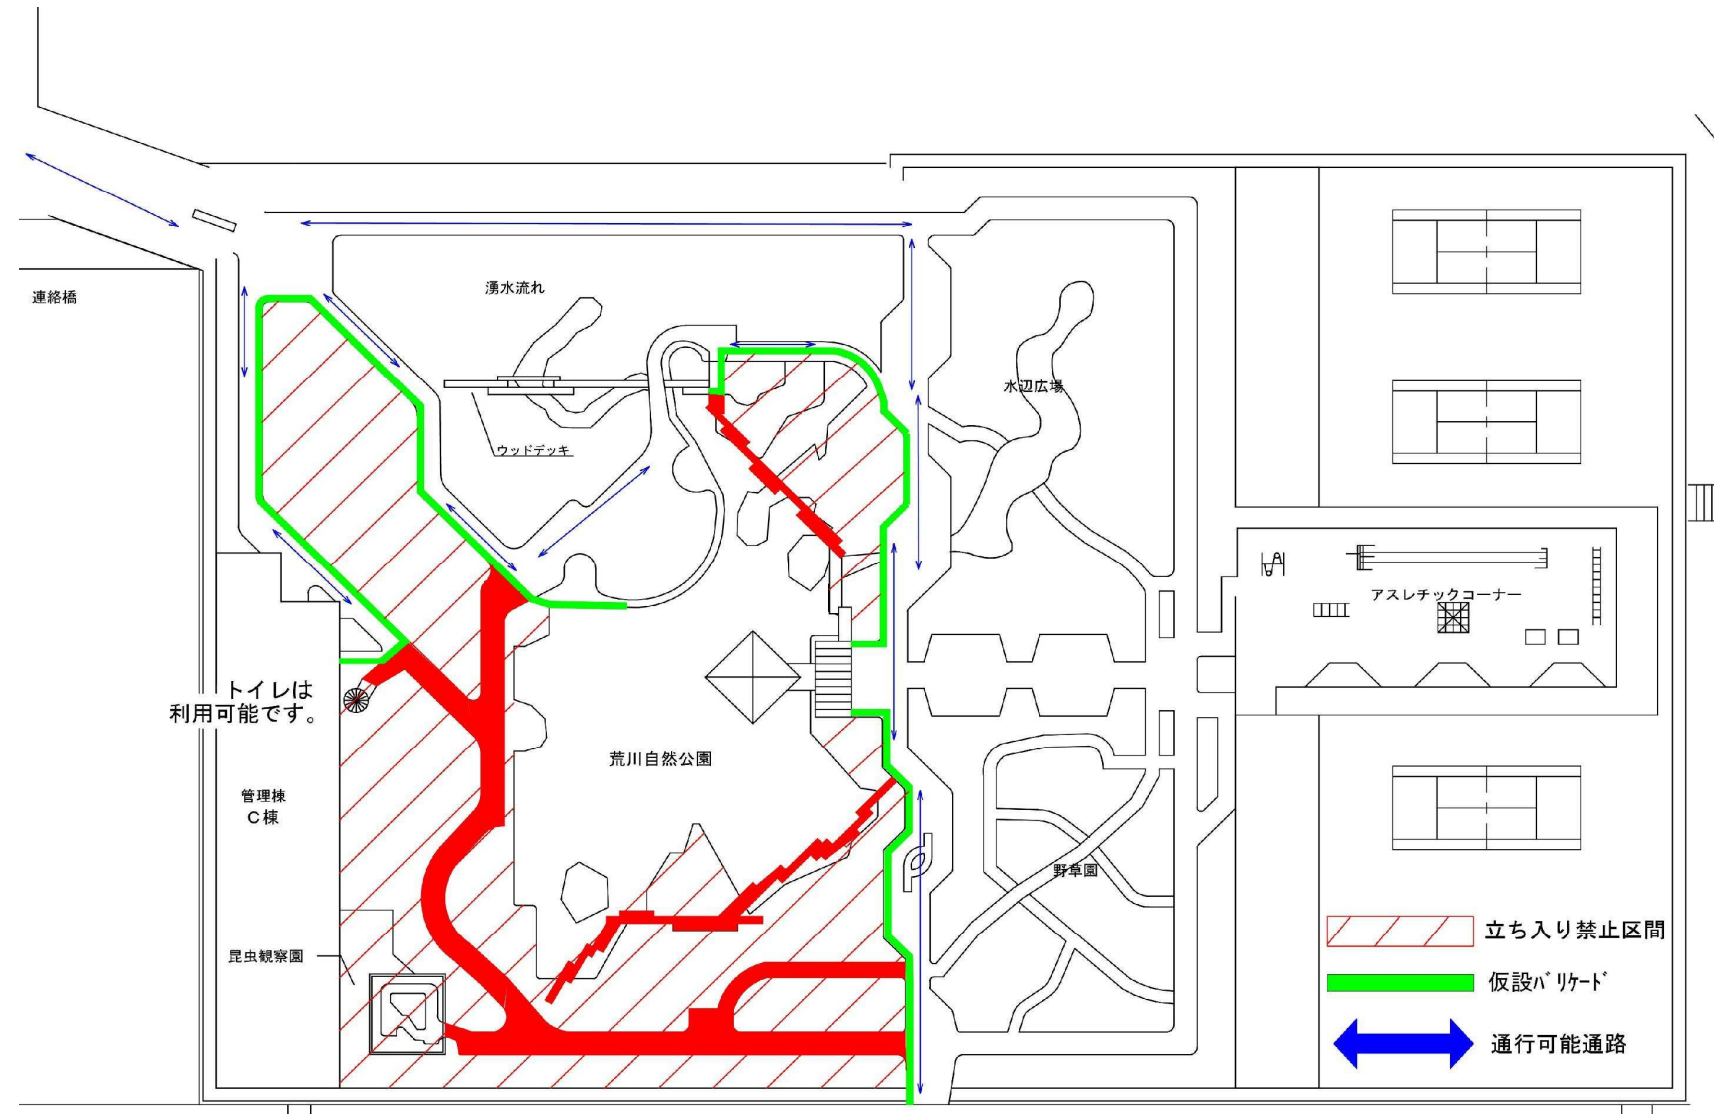 連絡橋
湧水流れ
水辺広場
ウッドデッキ
アスレチックコーナー
トイレは
利用可能です。
荒川自然公園
管理棟
C棟
野草園
昆虫観察園
立ち入り禁止区間
仮設ﾊﾞﾘｹｰﾄﾞ
通行可能通路